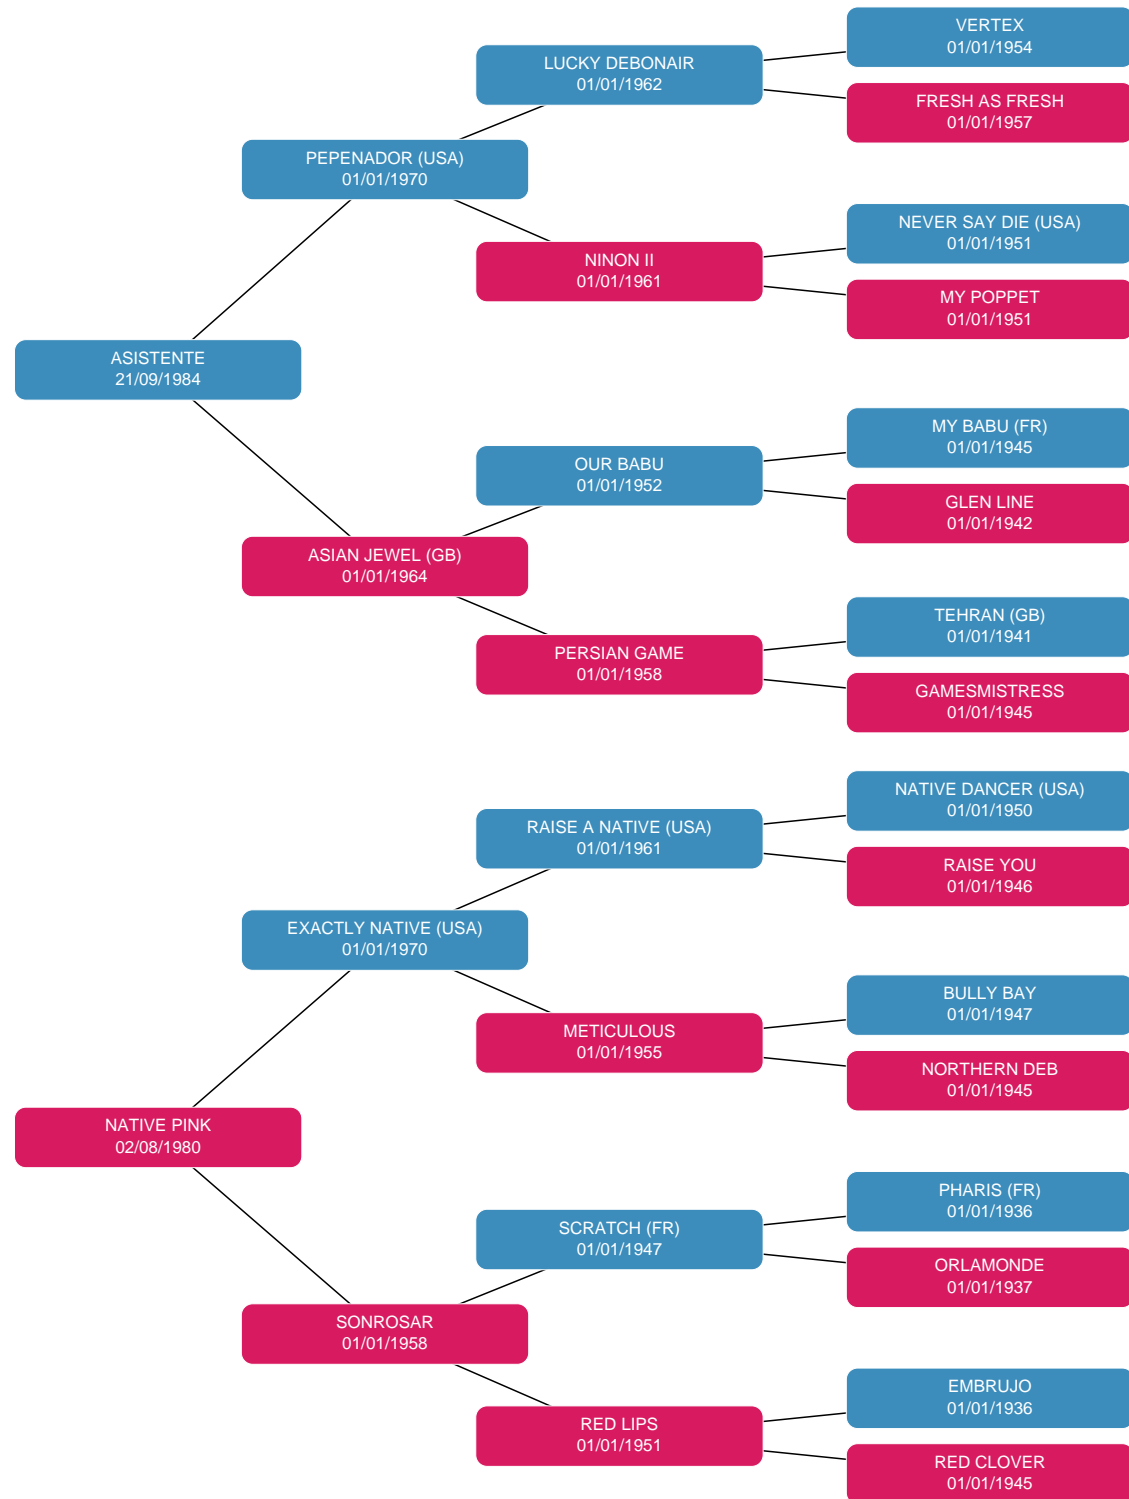 VERTEX
01/01/1954
LUCKY DEBONAIR
01/01/1962
FRESH AS FRESH
01/01/1957
PEPENADOR (USA)
01/01/1970
NEVER SAY DIE (USA)
01/01/1951
NINON II
01/01/1961
MY POPPET
01/01/1951
ASISTENTE
21/09/1984
MY BABU (FR)
01/01/1945
OUR BABU
01/01/1952
GLEN LINE
01/01/1942
ASIAN JEWEL (GB)
01/01/1964
TEHRAN (GB)
01/01/1941
PERSIAN GAME
01/01/1958
GAMESMISTRESS
01/01/1945
NATIVE DANCER (USA)
01/01/1950
RAISE A NATIVE (USA)
01/01/1961
RAISE YOU
01/01/1946
EXACTLY NATIVE (USA)
01/01/1970
BULLY BAY
01/01/1947
METICULOUS
01/01/1955
NORTHERN DEB
01/01/1945
NATIVE PINK
02/08/1980
PHARIS (FR)
01/01/1936
SCRATCH (FR)
01/01/1947
ORLAMONDE
01/01/1937
SONROSAR
01/01/1958
EMBRUJO
01/01/1936
RED LIPS
01/01/1951
RED CLOVER
01/01/1945